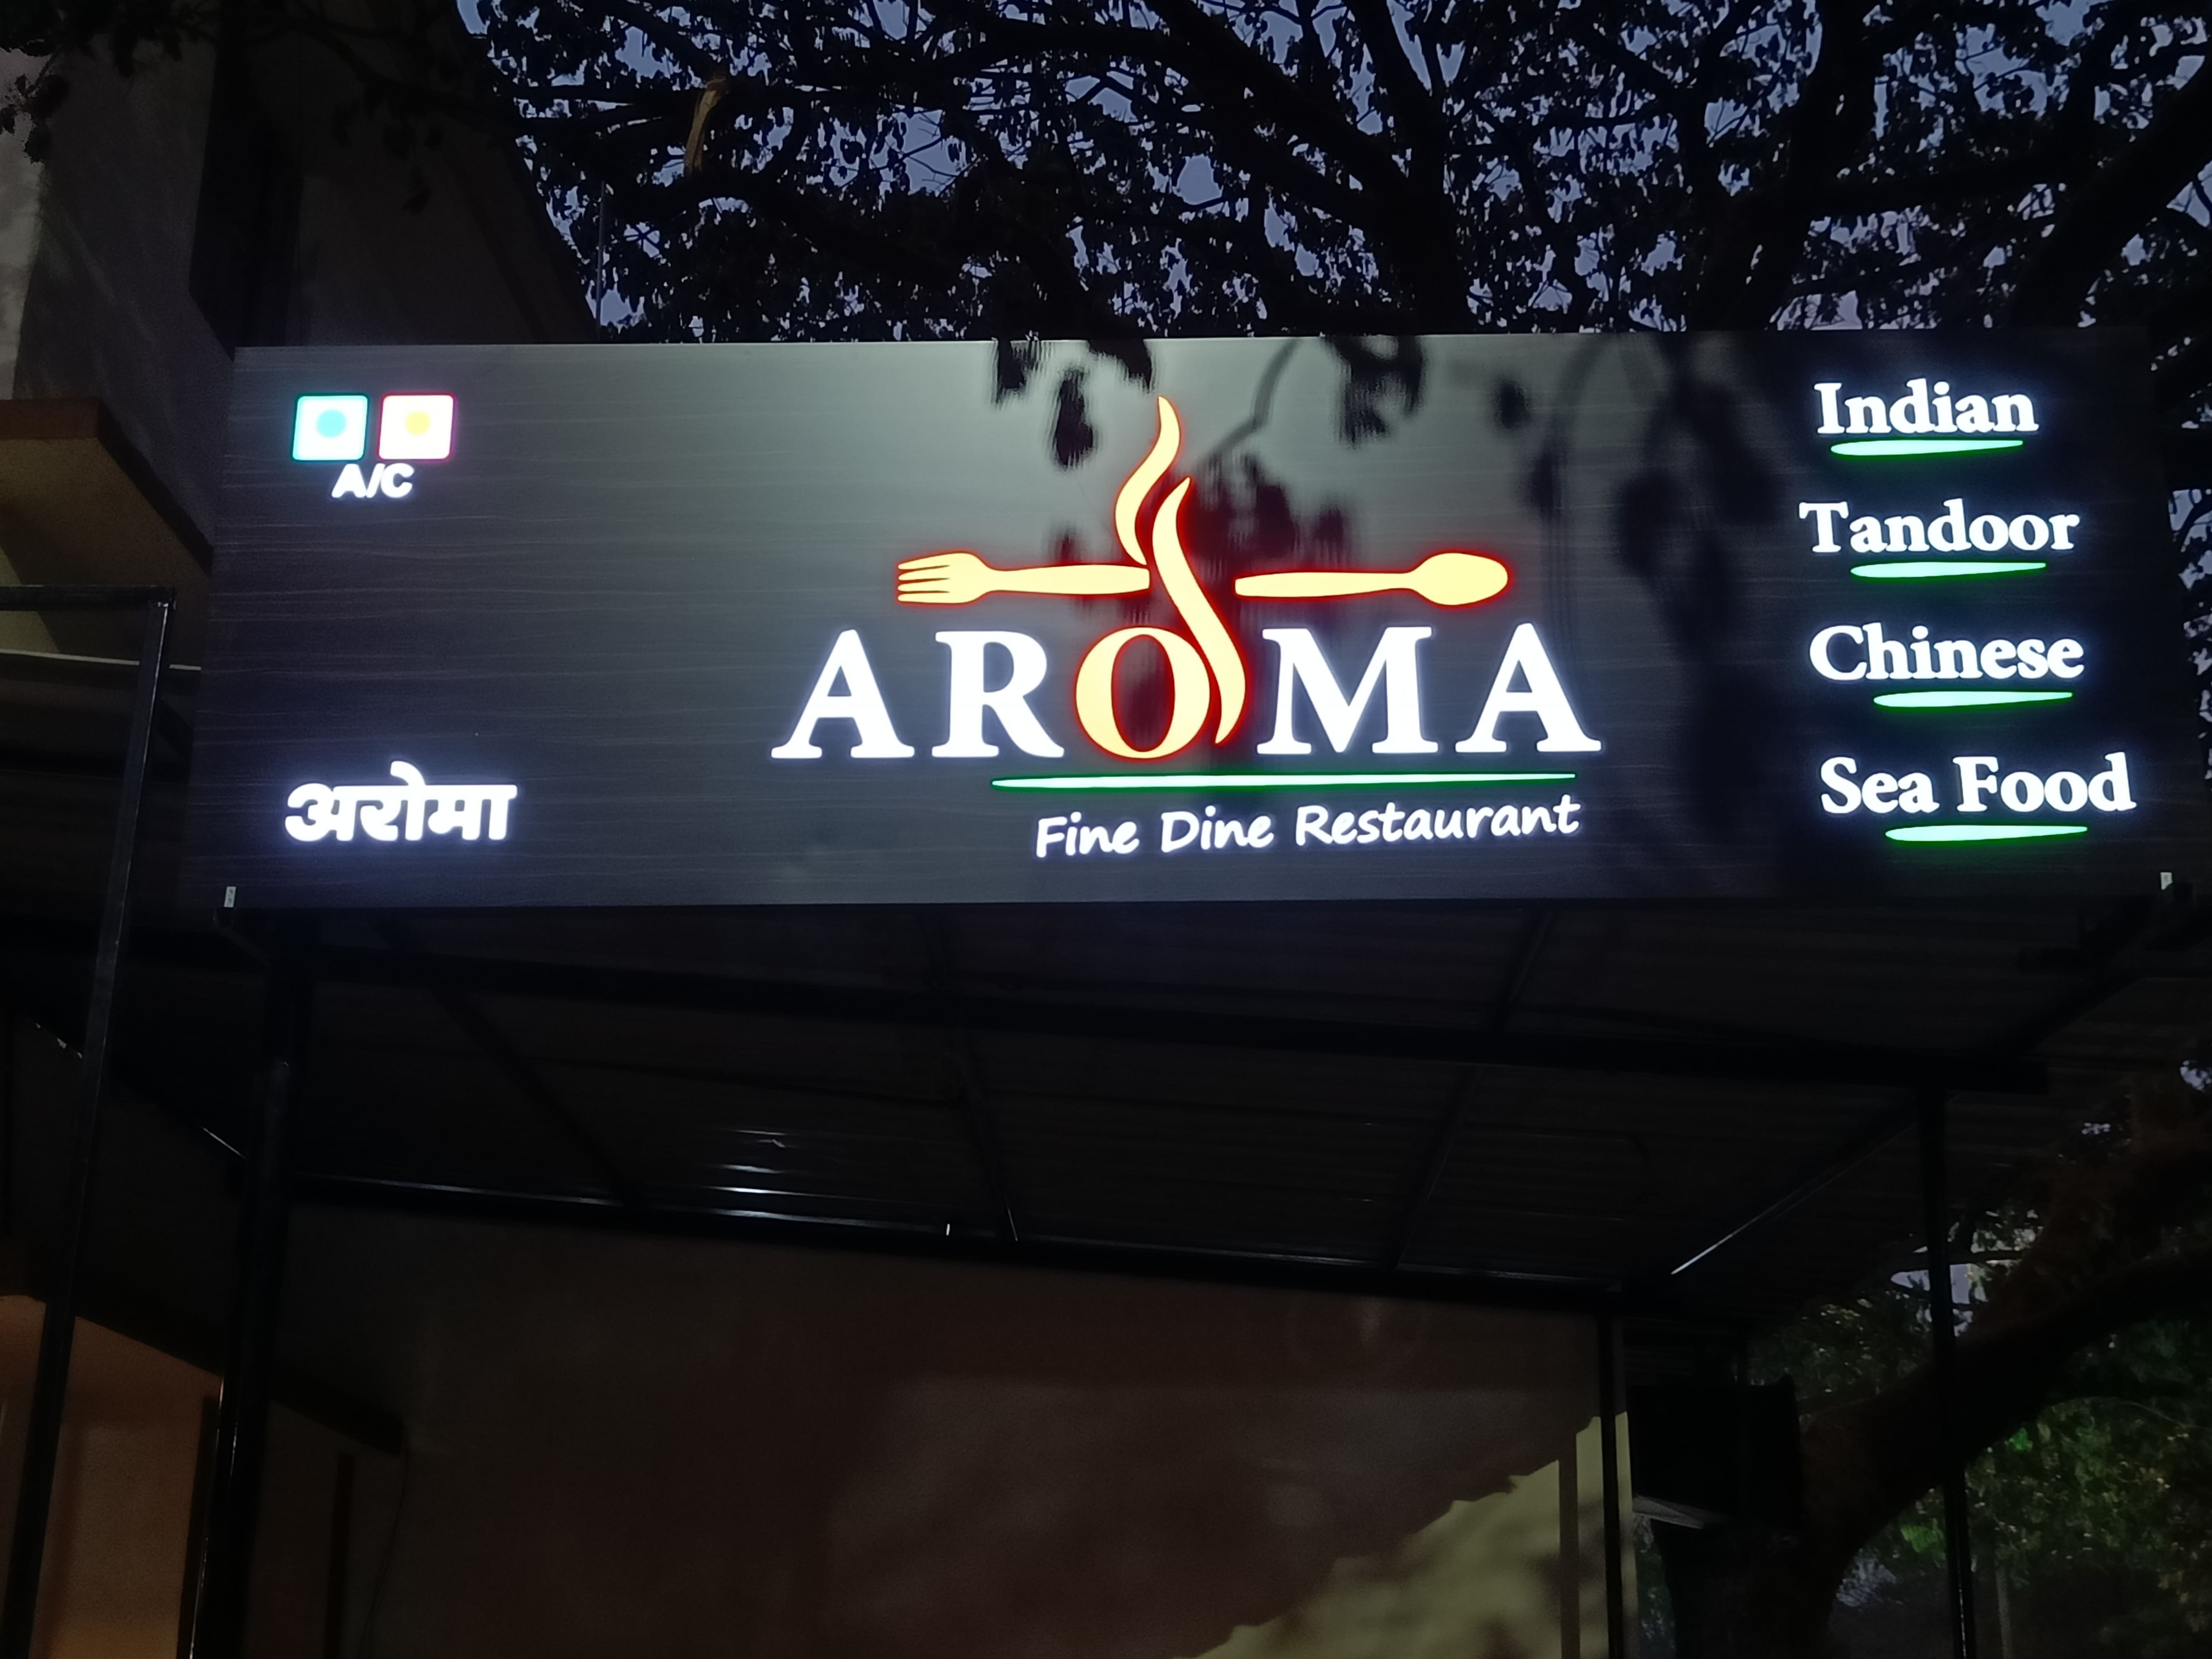 A/C
अरोमा
AROMA
Fine Dine Restaurant
Indian
Tandoor
Chinese
Sea Food